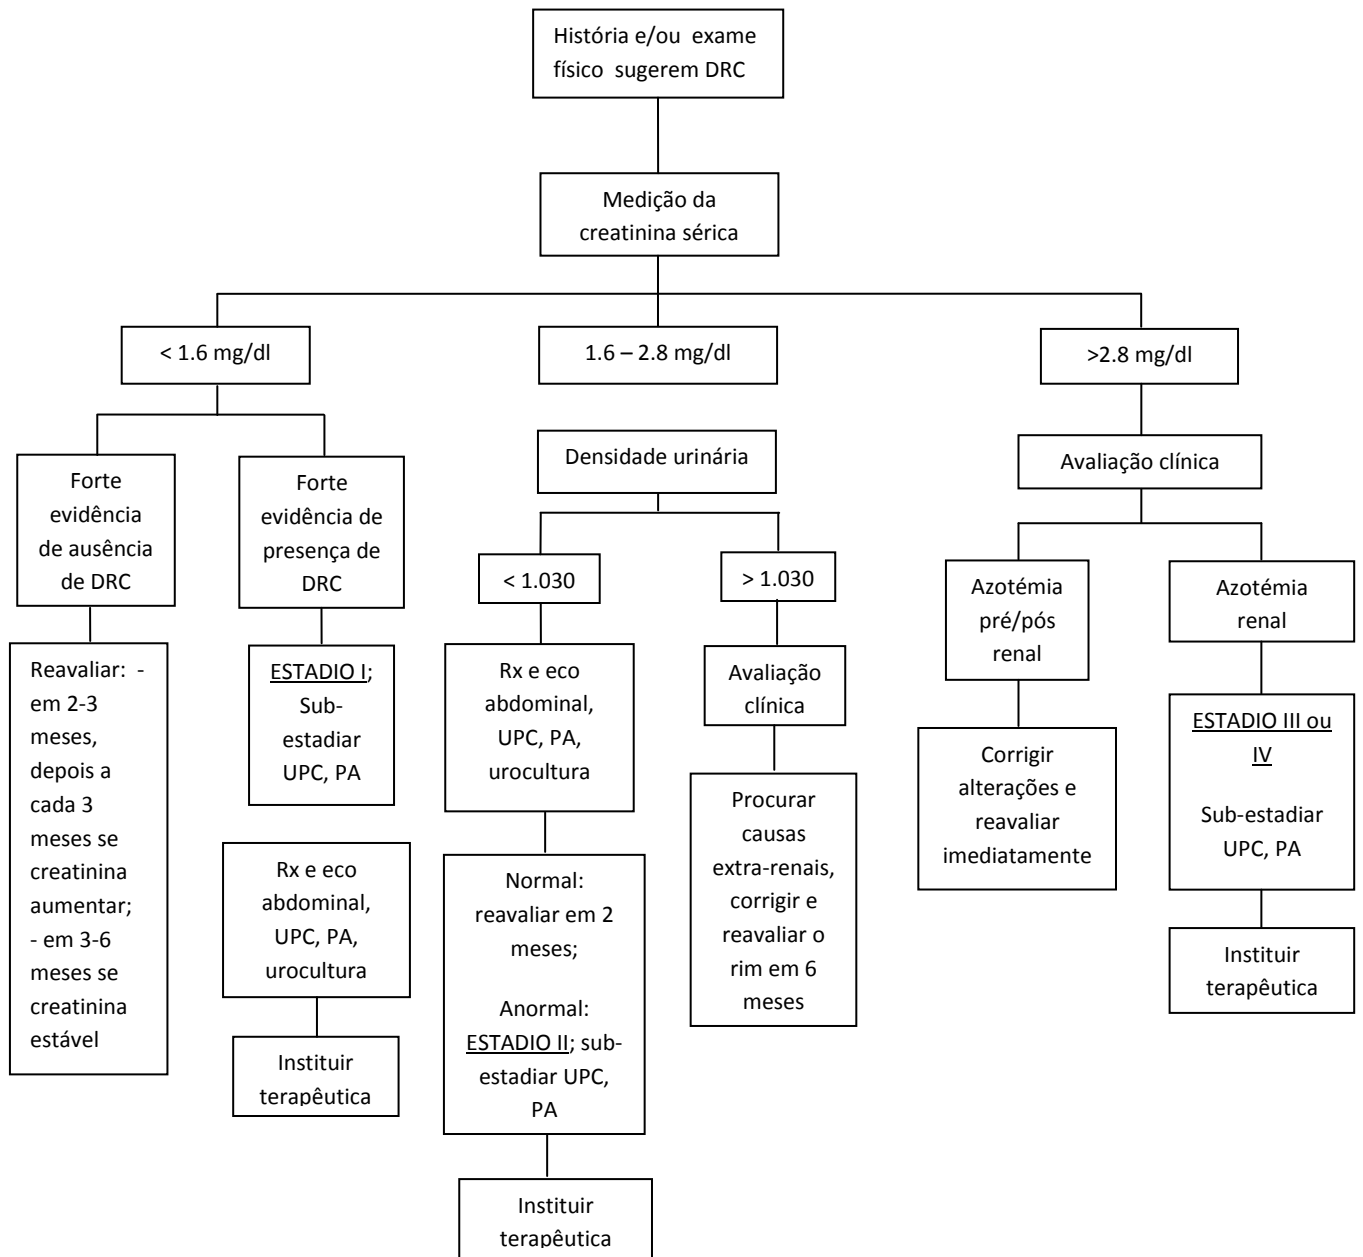 História e/ou exame
físico sugerem DRC
Medição da
creatinina sérica
< 1.6 mg/dl
1.6 – 2.8 mg/dl
>2.8 mg/dl
Forte
evidência
de ausência
de DRC
Reavaliar: -
em 2-3
meses,
depois a
cada 3
meses se
creatinina
aumentar;
- em 3-6
meses se
creatinina
estável
Forte
evidência de
presença de
DRC
ESTADIO I;
Sub-
estadiar
UPC, PA
Rx e eco
abdominal,
UPC, PA,
urocultura
Instituir
terapêutica
Densidade urinária
< 1.030
Rx e eco
abdominal,
UPC, PA,
urocultura
Normal:
reavaliar em 2
meses;
Anormal:
ESTADIO II; sub-
estadiar UPC,
PA
Instituir
terapêutica
> 1.030
Avaliação
clínica
Procurar
causas
extra-renais,
corrigir e
reavaliar o
rim em 6
meses
Avaliação clínica
Azotémia
pré/pós
renal
Corrigir
alterações e
reavaliar
imediatamente
Azotémia
renal
ESTADIO III ou
IV
Sub-estadiar
UPC, PA
Instituir
terapêutica